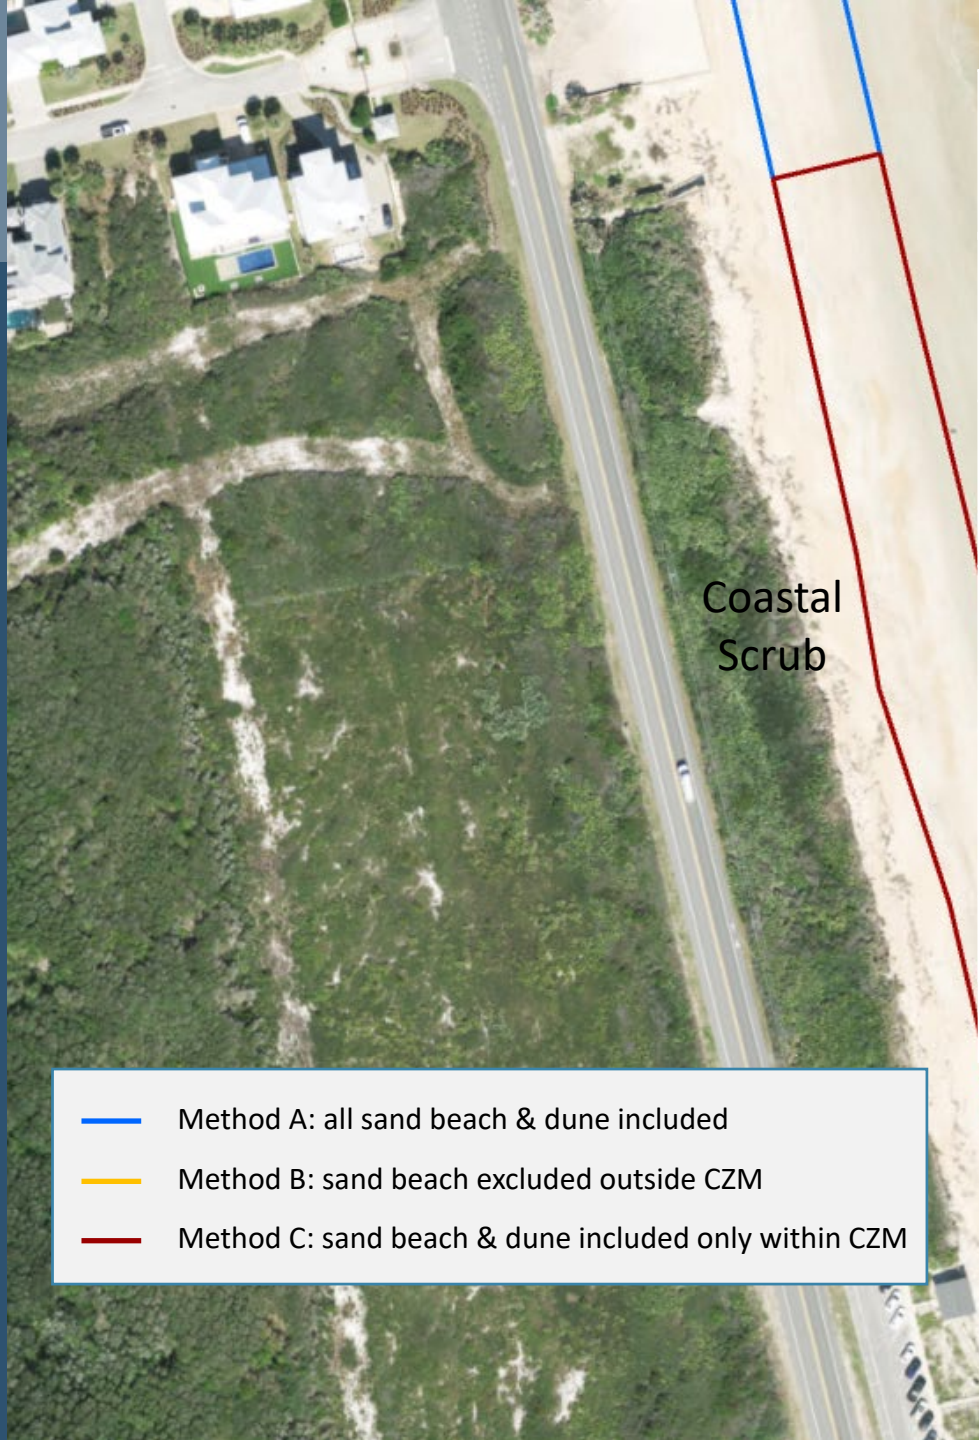 Coastal
Scrub
Method A: all sand beach & dune included
Method B: sand beach excluded outside CZM
Method C: sand beach & dune included only within CZM